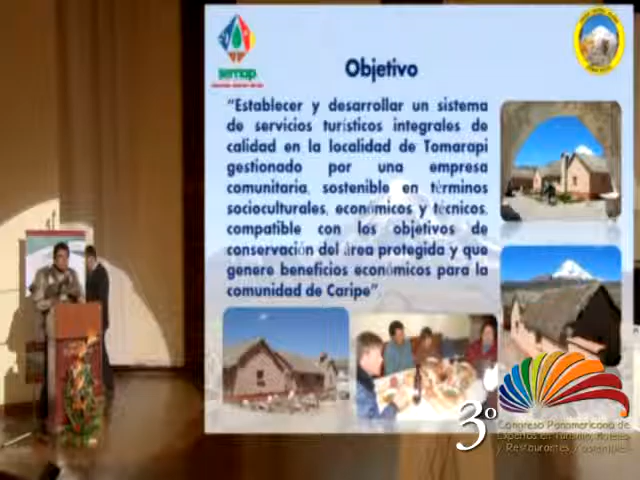 sernap
Objetivo
“Establecer y desarrollar un sistema
de servicios turísticos integrales de
calidad en la localidad de Tomarapi
gestionado por una empresa
comunitaria, sostenible en términos
socioculturales, económicos y técnicos,
compatible con los objetivos de
conservación del área protegida y que
genere beneficios económicos para la
comunidad de Caripe”.
3º
Congreso Panamericano de
Expertos en Turismo, Hoteles
y Restaurantes Sostenibles